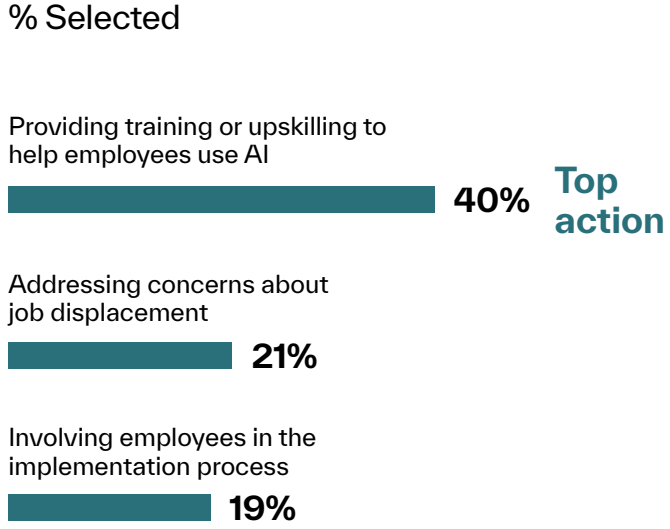 % Selected
Providing training or upskilling to
help employees use AI
40%
Top
action
Addressing concerns about
job displacement
21%
Involving employees in the
implementation process
19%